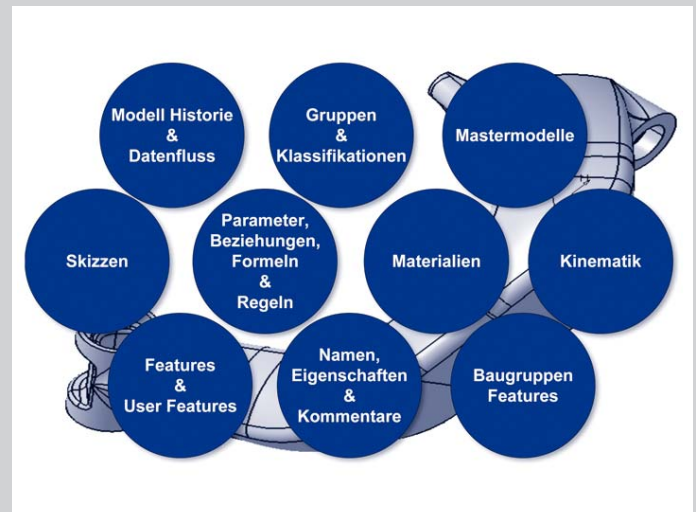 Modell Historie
&
Datenfluss
Gruppen
&
Klassifikationen
Mastermodelle
Skizzen
Parameter,
Beziehungen,
Formeln
&
Regeln
Materialien
Kinematik
Features
&
User Features
Namen,
Eigenschaften
&
Kommentare
Baugruppen
Features